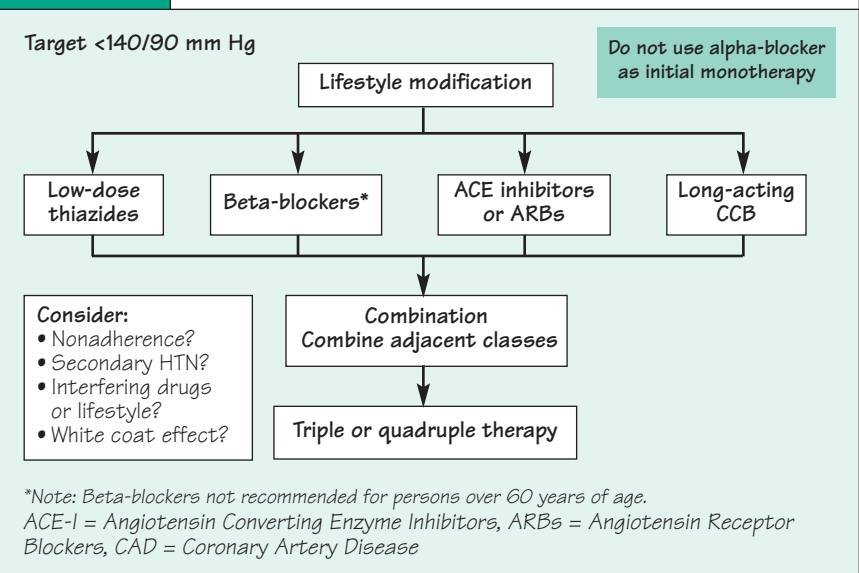 Target <140/90 mm Hg
Do not use alpha-blocker
as initial monotherapy
Lifestyle modification
Low-dose
thiazides
Beta-blockers*
ACE inhibitors
or ARBs
Long-acting
CCB
Consider:
• Nonadherence?
• Secondary HTN?
• Interfering drugs
or lifestyle?
• White coat effect?
Combination
Combine adjacent classes
Triple or quadruple therapy
*Note: Beta-blockers not recommended for persons over 60 years of age.
ACE-I = Angiotensin Converting Enzyme Inhibitors, ARBs = Angiotensin Receptor
Blockers, CAD = Coronary Artery Disease